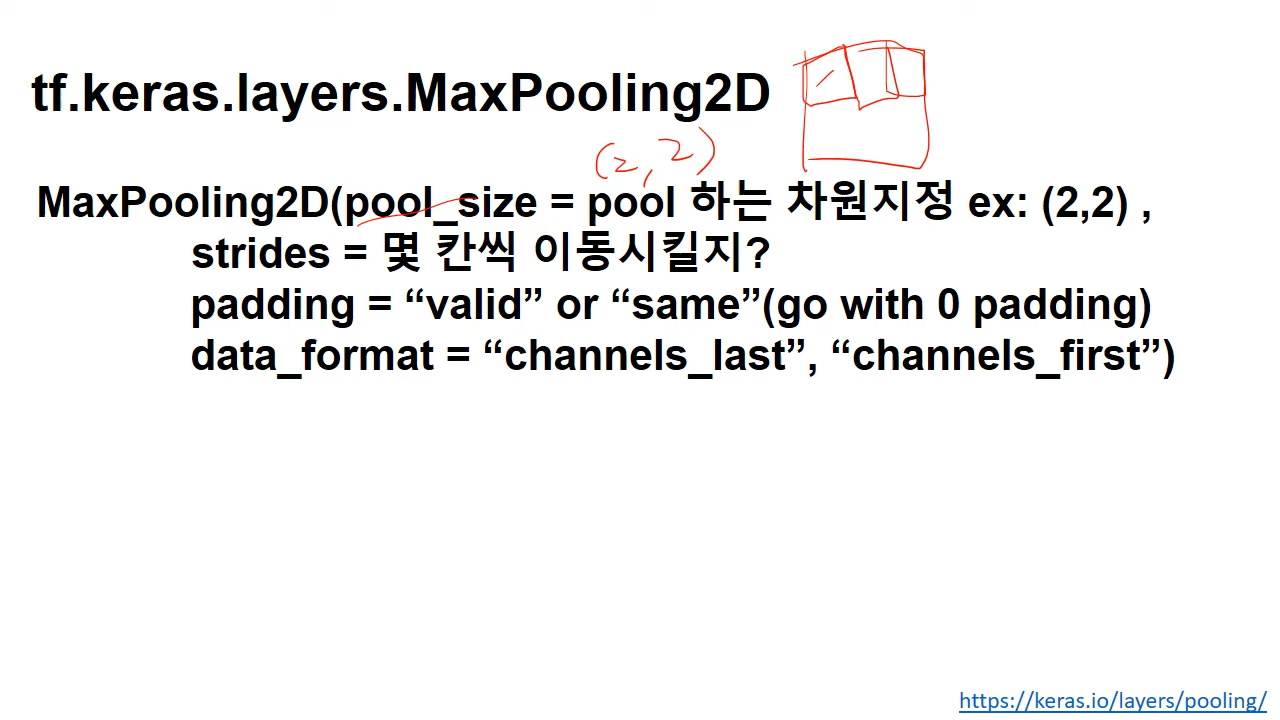 tf.keras.layers.MaxPooling2D
(2,2)
MaxPooling2D(pool_size = pool 하는 차원지정 ex: (2,2) ,
strides = 몇 칸씩 이동시킬지?
padding = “valid” or “same”(go with 0 padding)
data_format = “channels_last”, “channels_first”)
https://keras.io/layers/pooling/